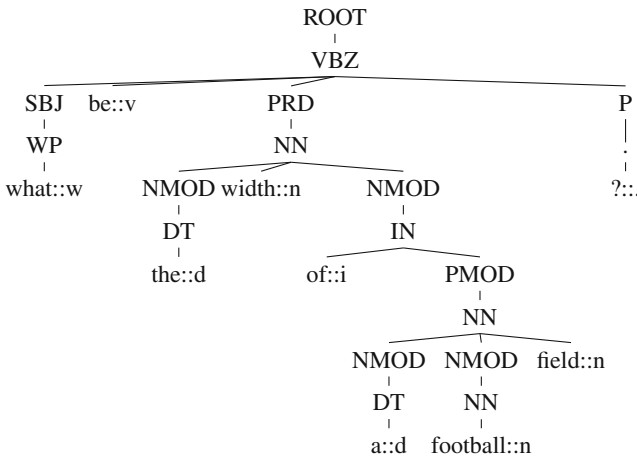 ROOT
VBZ
SBJ be::v PRD P
WP NN .
what::w NMOD width::n NMOD ?::.
DT IN
the::d of::i PMOD
NN
NMOD NMOD field::n
DT NN
a::d football::n